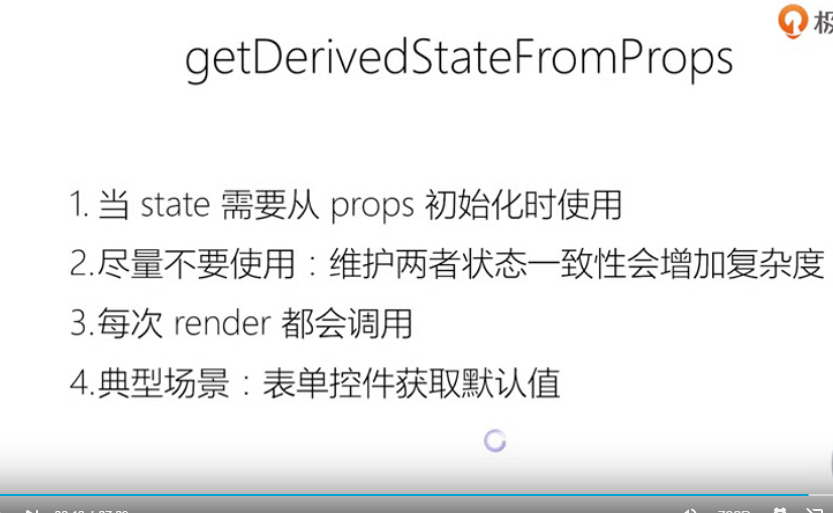 极
getDerivedStateFromProps
1. 当 state 需要从 props 初始化时使用
2.尽量不要使用：维护两者状态一致性会增加复杂度
3.每次 render 都会调用
4.典型场景：表单控件获取默认值